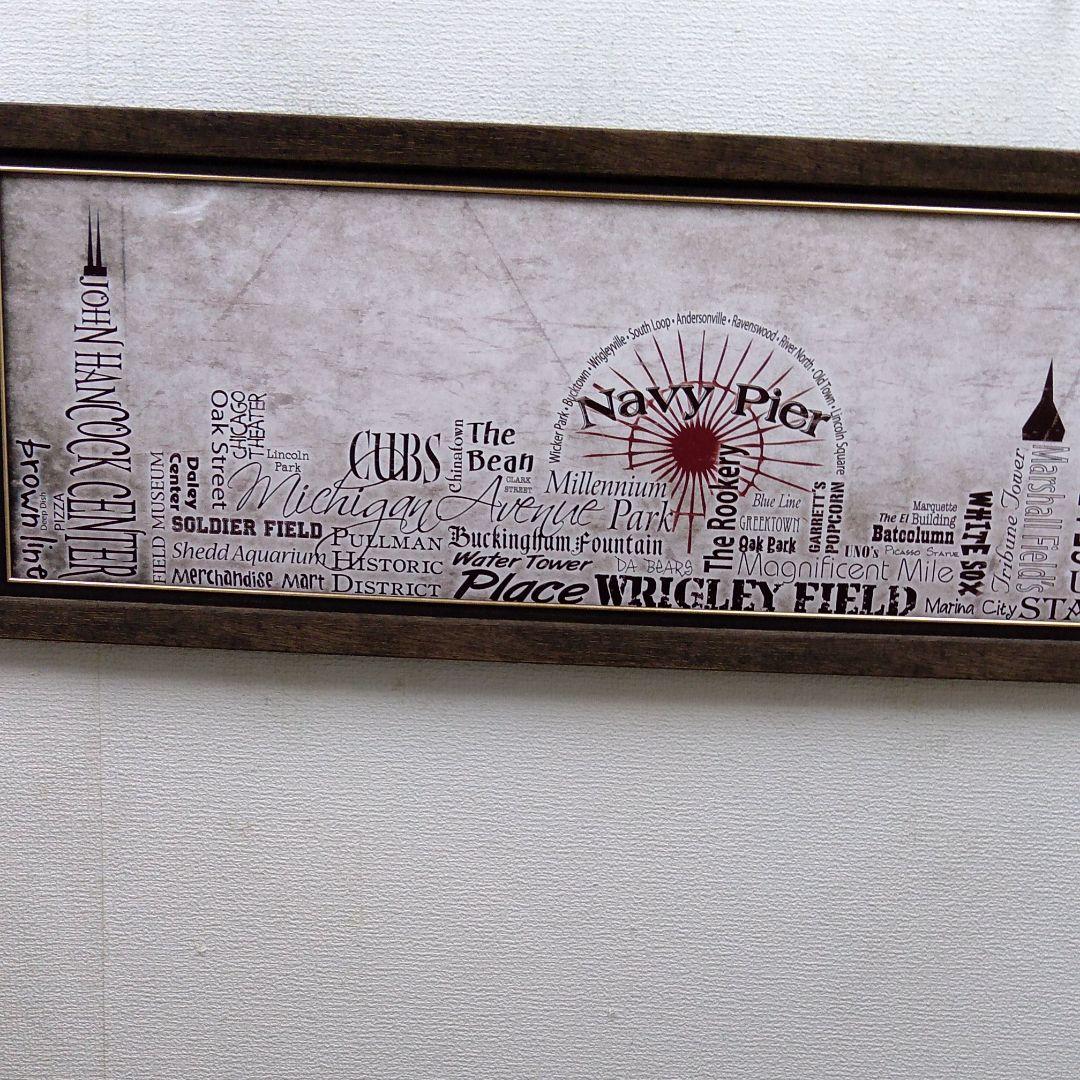 brown line
Deep Dish
PIZZA
JOHN HANCOCK CENTER
FIELD MUSEUM
Daley
Center
Oak Street
CHICAGO
THEATER
Lincoln
Park
Michigan Avenue
SOLDIER FIELD
Shedd Aquarium
Merchandise Mart
CUBS
PULLMAN
HISTORIC
DISTRICT
Chinatown
The
Bean
CLARK
STREET
Buckingham Fountain
Water Tower
Place
Wicker Park • Bucktown • Wrigleyville • South Loop • Andersonville • Ravenswood • River North • Old Town • Lincoln Square
Navy Pier
Millennium
Park
DA BEARS
WRIGLEY FIELD
The Rookery
Blue Line
GREEKTOWN
Oak Park
GARRETT'S
POPCORN
Magnificent Mile
UNO's
PICASSO STATUE
Marquette
The El Building
Batcolumn
WHITE SOX
Marina City
Tribune Tower
Marshall Fields
STA